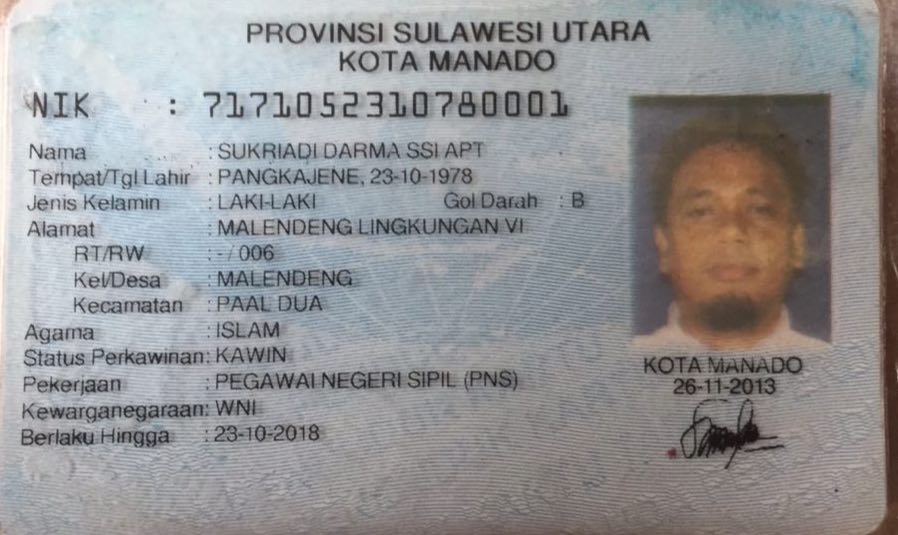 PROVINSI SULAWESI UTARA
KOTA MANADO
NIK : 7171052310780001
Nama : SUKRIADI DARMA SSI APT
Tempat/Tgl Lahir : PANGKAJENE, 23-10-1978
Jenis Kelamin : LAKI-LAKI Gol Darah : B
Alamat : MALENDENG LINGKUNGAN VI
RT/RW : - / 006
Kel/Desa : MALENDENG
Kecamatan : PAAL DUA
Agama : ISLAM
Status Perkawinan: KAWIN
Pekerjaan : PEGAWAI NEGERI SIPIL (PNS)
Kewarganegaraan: WNI
Berlaku Hingga : 23-10-2018
KOTA MANADO
26-11-2013